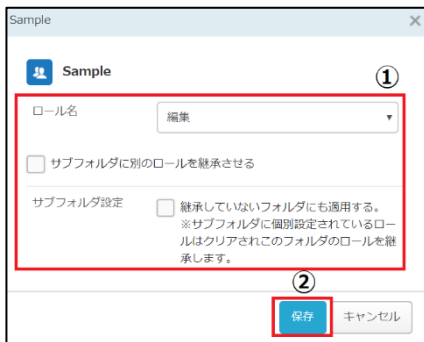 Sample
Sample
①
ロール名
編集
サブフォルダに別のロールを継承させる
サブフォルダ設定
継承していないフォルダにも適用する。
※サブフォルダに個別設定されているロー
ルはクリアされこのフォルダのロールを継
承します。
②
保存
キャンセル